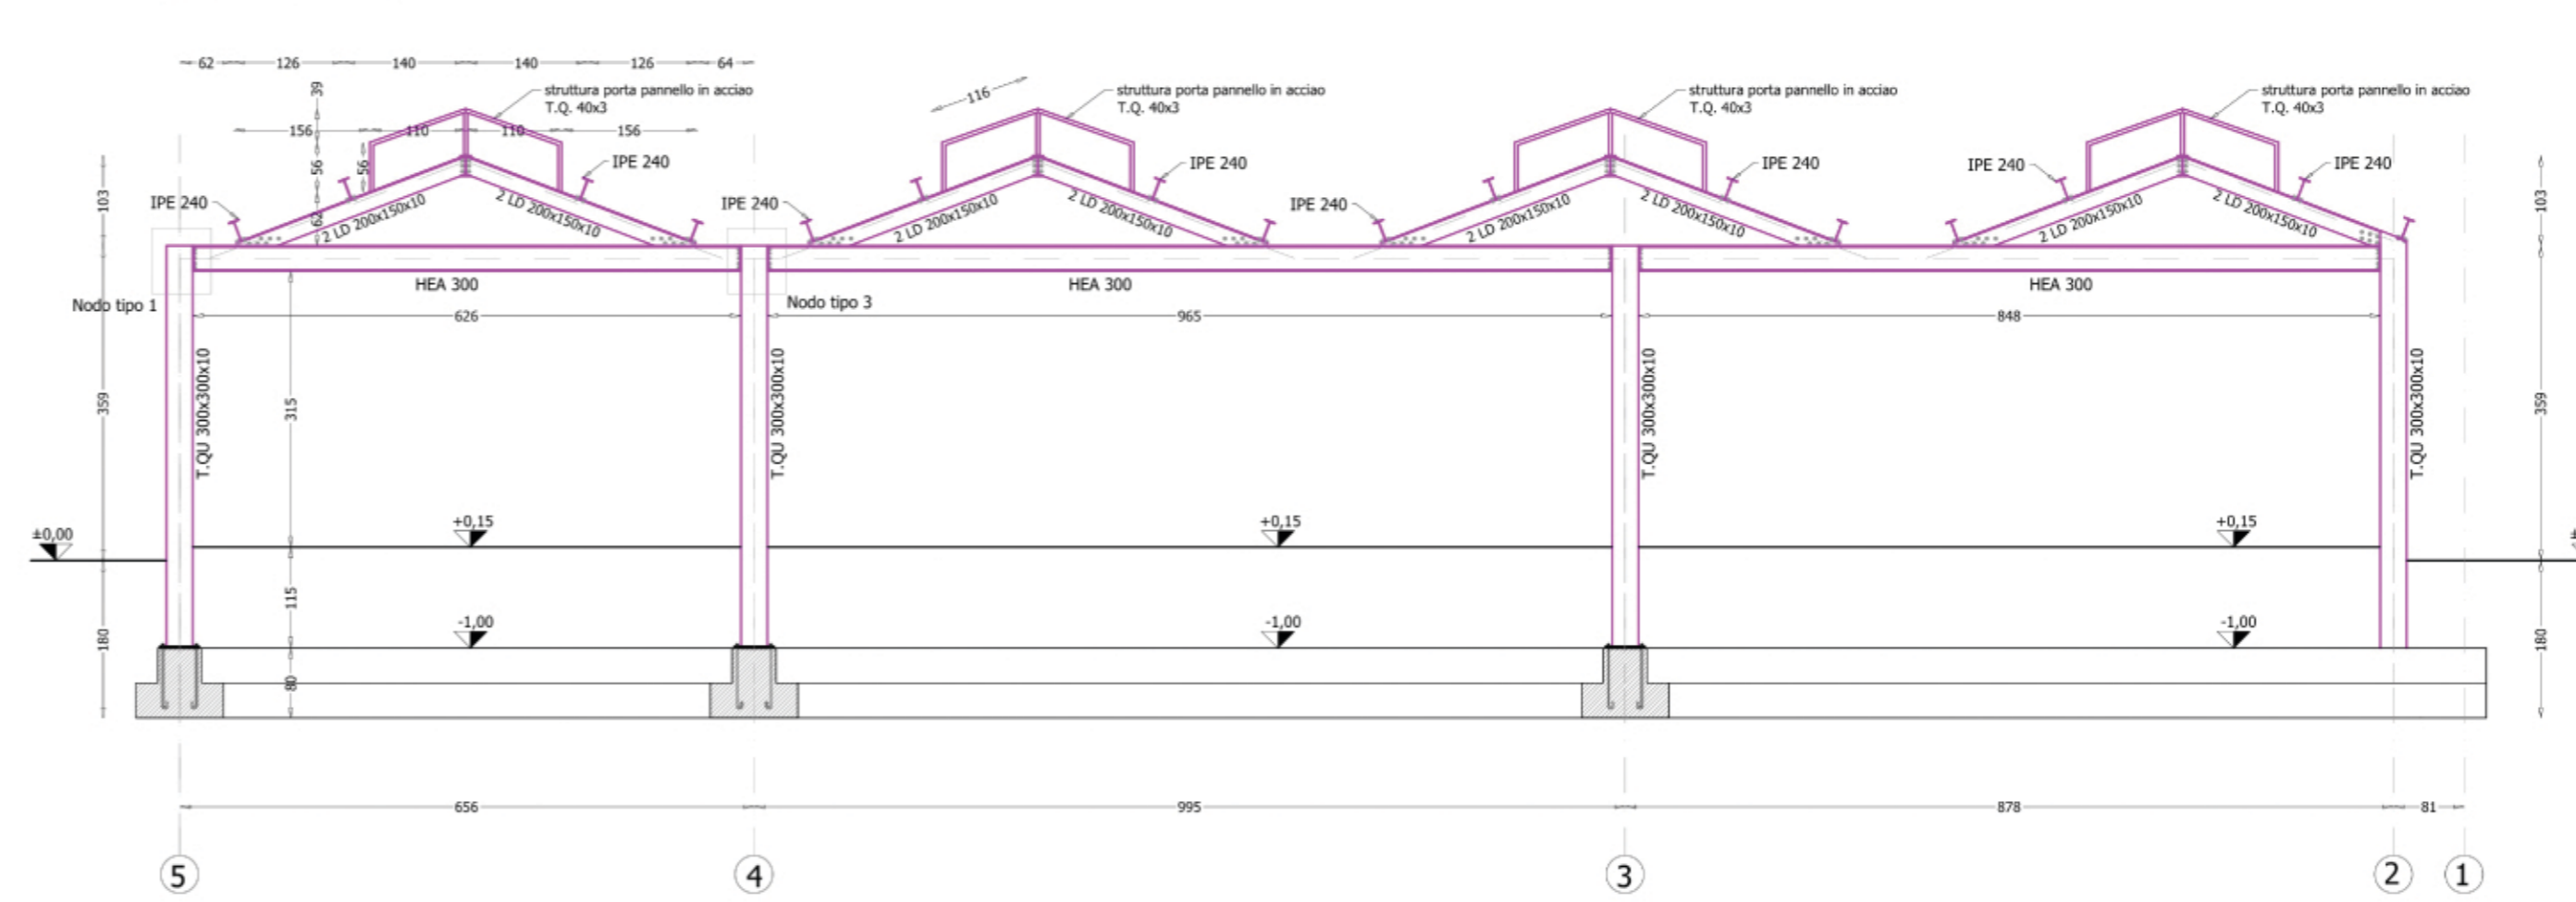 62 126 140 140 126 64
39
struttura porta pannello in acciao
T.Q. 40x3
116
struttura porta pannello in acciao
T.Q. 40x3
struttura porta pannello in acciao
T.Q. 40x3
struttura porta pannello in acciao
T.Q. 40x3
156 110 110 156
56 56
IPE 240
IPE 240
IPE 240
IPE 240
IPE 240
103
IPE 240
62
2 LD 200x150x10
2 LD 200x150x10
IPE 240
2 LD 200x150x10
2 LD 200x150x10
IPE 240
2 LD 200x150x10
2 LD 200x150x10
2 LD 200x150x10
2 LD 200x150x10
103
HEA 300
HEA 300
HEA 300
Nodo tipo 1
Nodo tipo 3
626
965
848
359
T.QU 300x300x10
315
T.QU 300x300x10
T.QU 300x300x10
T.QU 300x300x10
359
±0,00
+0,15
+0,15
+0,15
115
-1,00
-1,00
-1,00
180
80
180
656 995 878 81
5 4 3 2 1